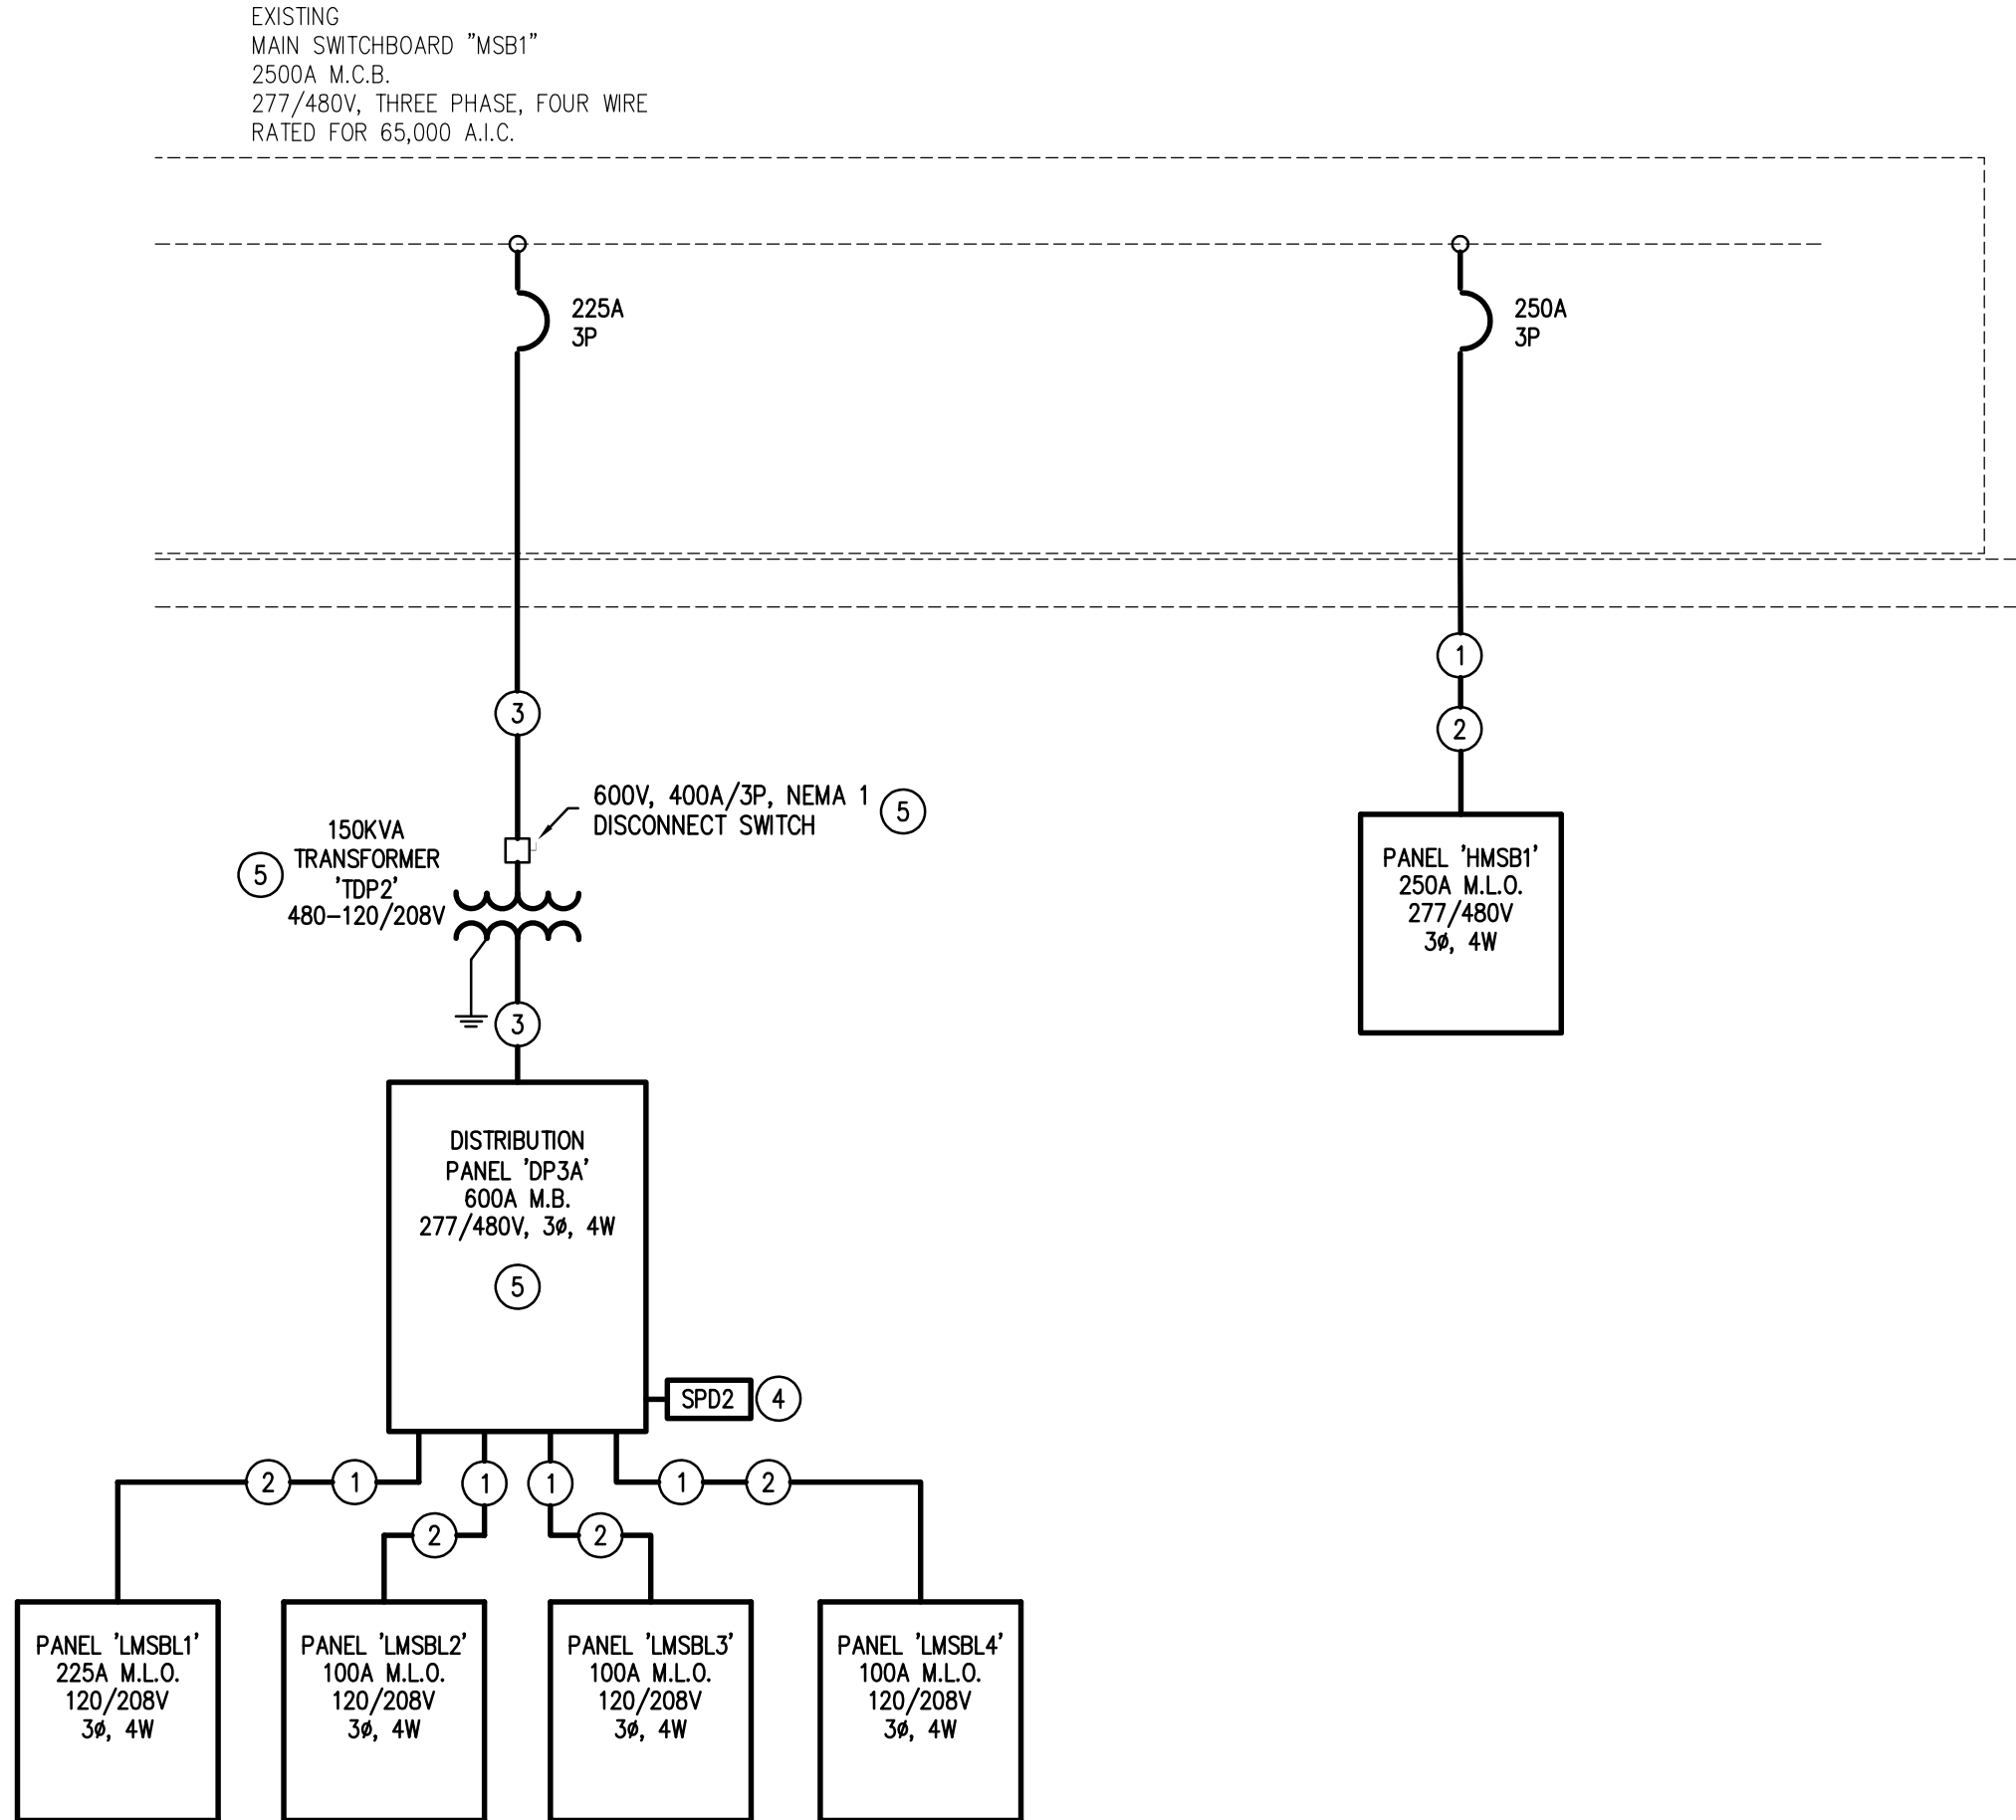 EXISTING
MAIN SWITCHBOARD "MSB1"
2500A M.C.B.
277/480V, THREE PHASE, FOUR WIRE
RATED FOR 65,000 A.I.C.
225A
3P
250A
3P
1
2
3
600V, 400A/3P, NEMA 1
DISCONNECT SWITCH
5
150KVA
TRANSFORMER
'TDP2'
480-120/208V
5
PANEL 'HMSB1'
250A M.L.O.
277/480V
3ø, 4W
3
DISTRIBUTION
PANEL 'DP3A'
600A M.B.
277/480V, 3ø, 4W
5
SPD2
4
2
1
1
1
1
2
2
2
PANEL 'LMSBL1'
225A M.L.O.
120/208V
3ø, 4W
PANEL 'LMSBL2'
100A M.L.O.
120/208V
3ø, 4W
PANEL 'LMSBL3'
100A M.L.O.
120/208V
3ø, 4W
PANEL 'LMSBL4'
100A M.L.O.
120/208V
3ø, 4W